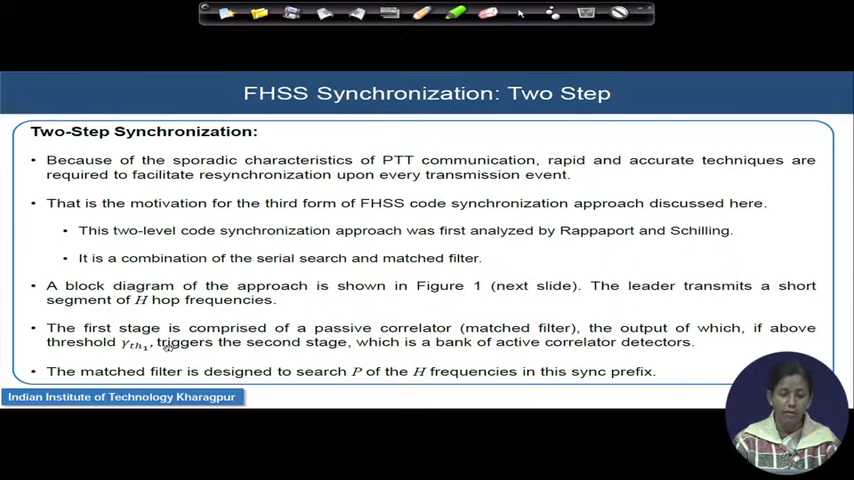 FHSS Synchronization: Two Step
Two-Step Synchronization:
• Because of the sporadic characteristics of PTT communication, rapid and accurate techniques are
required to facilitate resynchronization upon every transmission event.
• That is the motivation for the third form of FHSS code synchronization approach discussed here.
• This two-level code synchronization approach was first analyzed by Rappaport and Schilling.
• It is a combination of the serial search and matched filter.
• A block diagram of the approach is shown in Figure 1 (next slide). The leader transmits a short
segment of H hop frequencies.
• The first stage is comprised of a passive correlator (matched filter), the output of which, if above
threshold γ_th₁, triggers the second stage, which is a bank of active correlator detectors.
• The matched filter is designed to search P of the H frequencies in this sync prefix.
Indian Institute of Technology Kharagpur